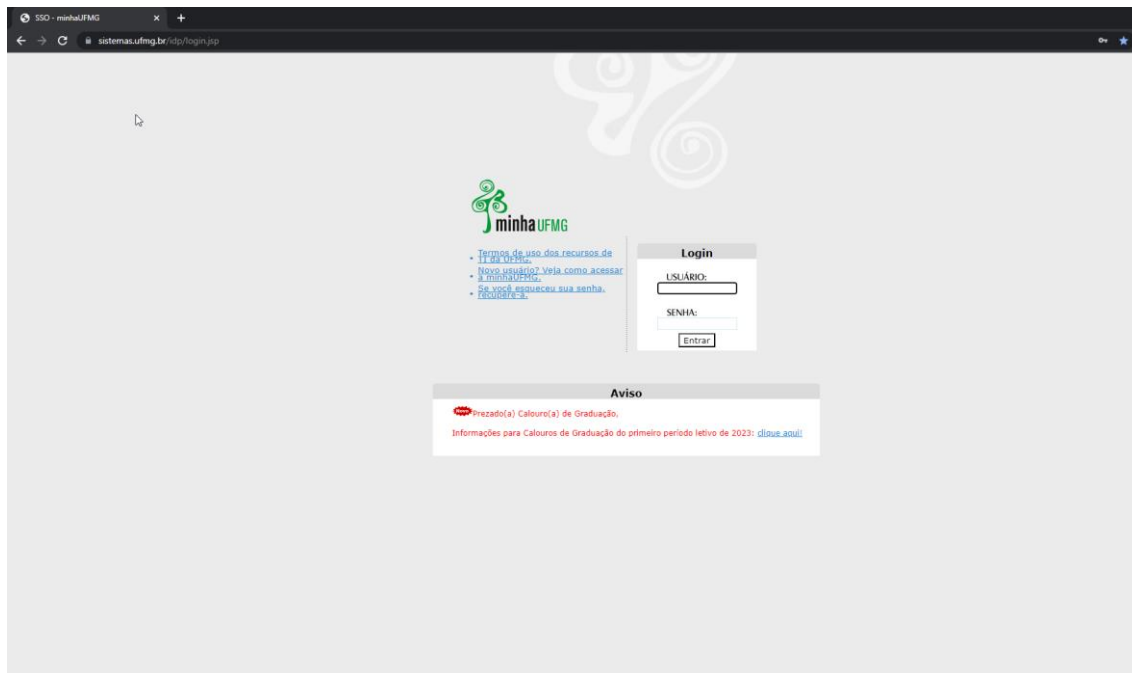 SSO - minhaUFMG
sistemas.ufmg.br/idp/login.jsp
minhaUFMG
Termos de uso dos recursos de
TI da UFMG.
Novo usuário? Veja como acessar
a minhaUFMG.
Se você esqueceu sua senha,
recupere-a.
Login
USUÁRIO:
SENHA:
Entrar
Aviso
Novo Prezado(a) Calouro(a) de Graduação,
Informações para Calouros de Graduação do primeiro período letivo de 2023: clique aqui!